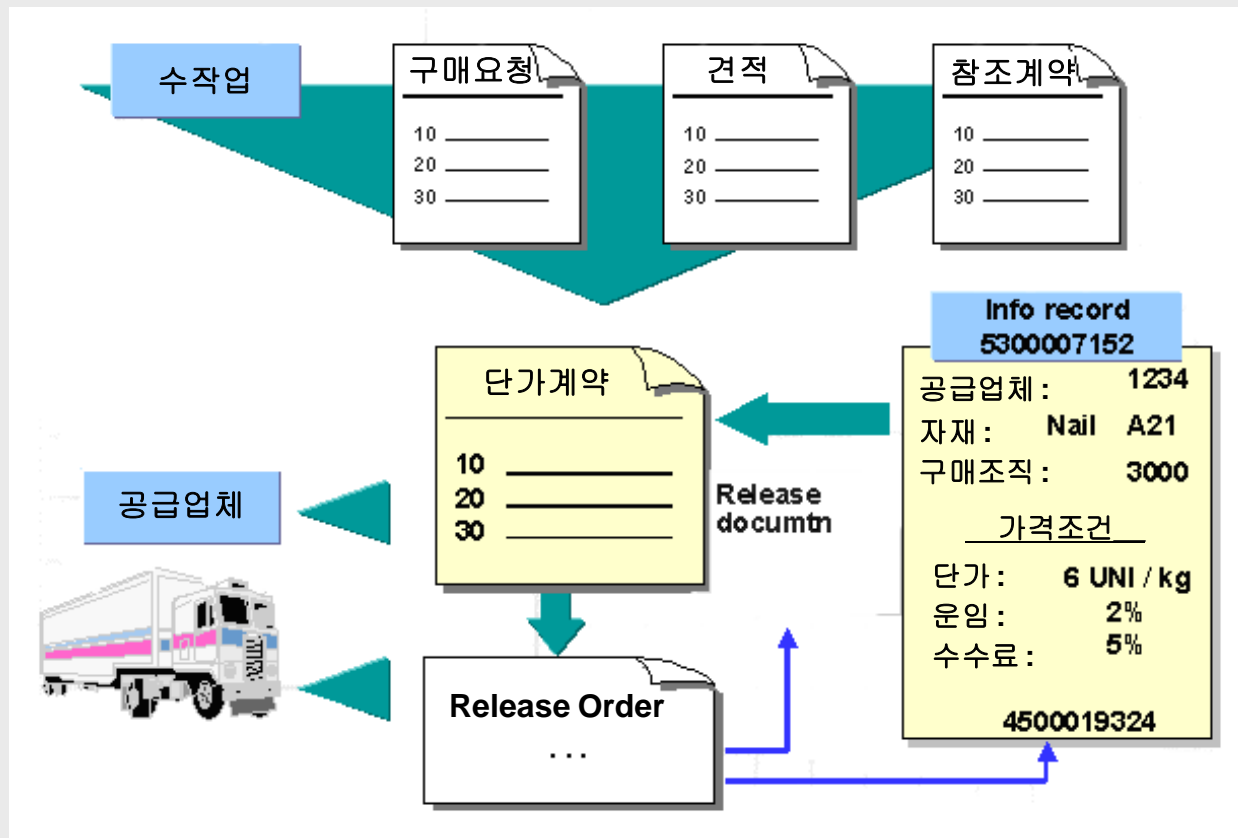 수작업
구매요청
10
20
30
견적
10
20
30
참조계약
10
20
30
단가계약
10
20
30
Release
documtn
Info record
5300007152
공급업체 : 1234
자재 : Nail A21
구매조직 : 3000
가격조건
단가 : 6 UNI / kg
운임 : 2%
수수료 : 5%
4500019324
공급업체
Release Order
...